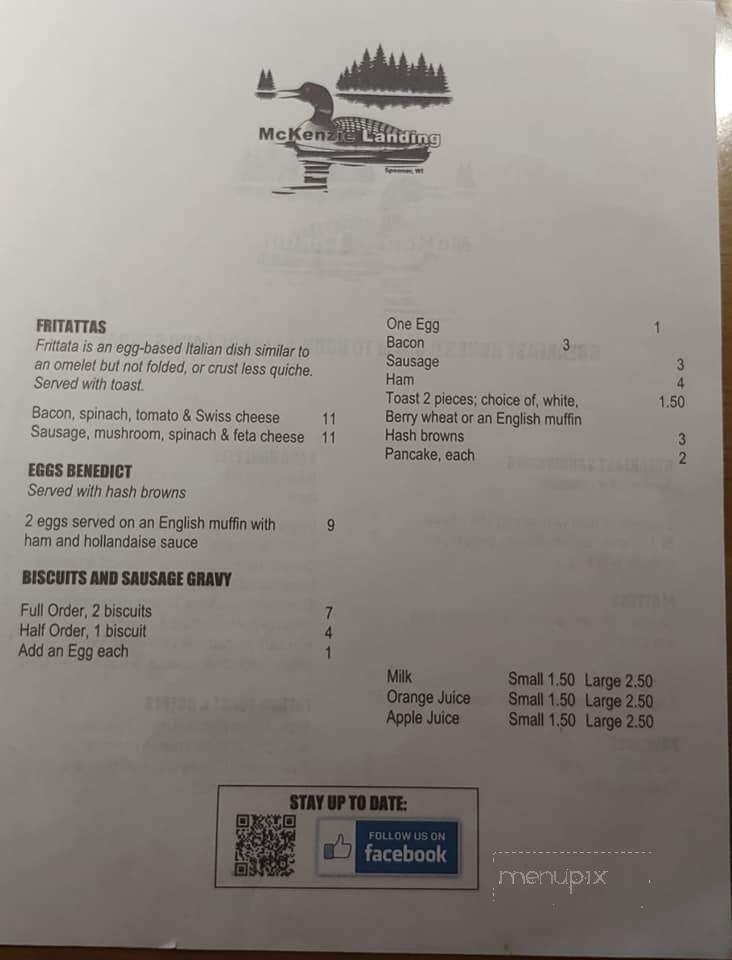 McKenzie Landing
Spooner, WI
FRITATTAS
Frittata is an egg-based Italian dish similar to
an omelet but not folded, or crust less quiche.
Served with toast.
Bacon, spinach, tomato & Swiss cheese 11
Sausage, mushroom, spinach & feta cheese 11
EGGS BENEDICT
Served with hash browns
2 eggs served on an English muffin with 9
ham and hollandaise sauce
BISCUITS AND SAUSAGE GRAVY
Full Order, 2 biscuits 7
Half Order, 1 biscuit 4
Add an Egg each 1
One Egg 1
Bacon 3
Sausage 3
Ham 4
Toast 2 pieces; choice of, white, 1.50
Berry wheat or an English muffin
Hash browns 3
Pancake, each 2
Milk Small 1.50 Large 2.50
Orange Juice Small 1.50 Large 2.50
Apple Juice Small 1.50 Large 2.50
STAY UP TO DATE:
FOLLOW US ON
facebook
menupix